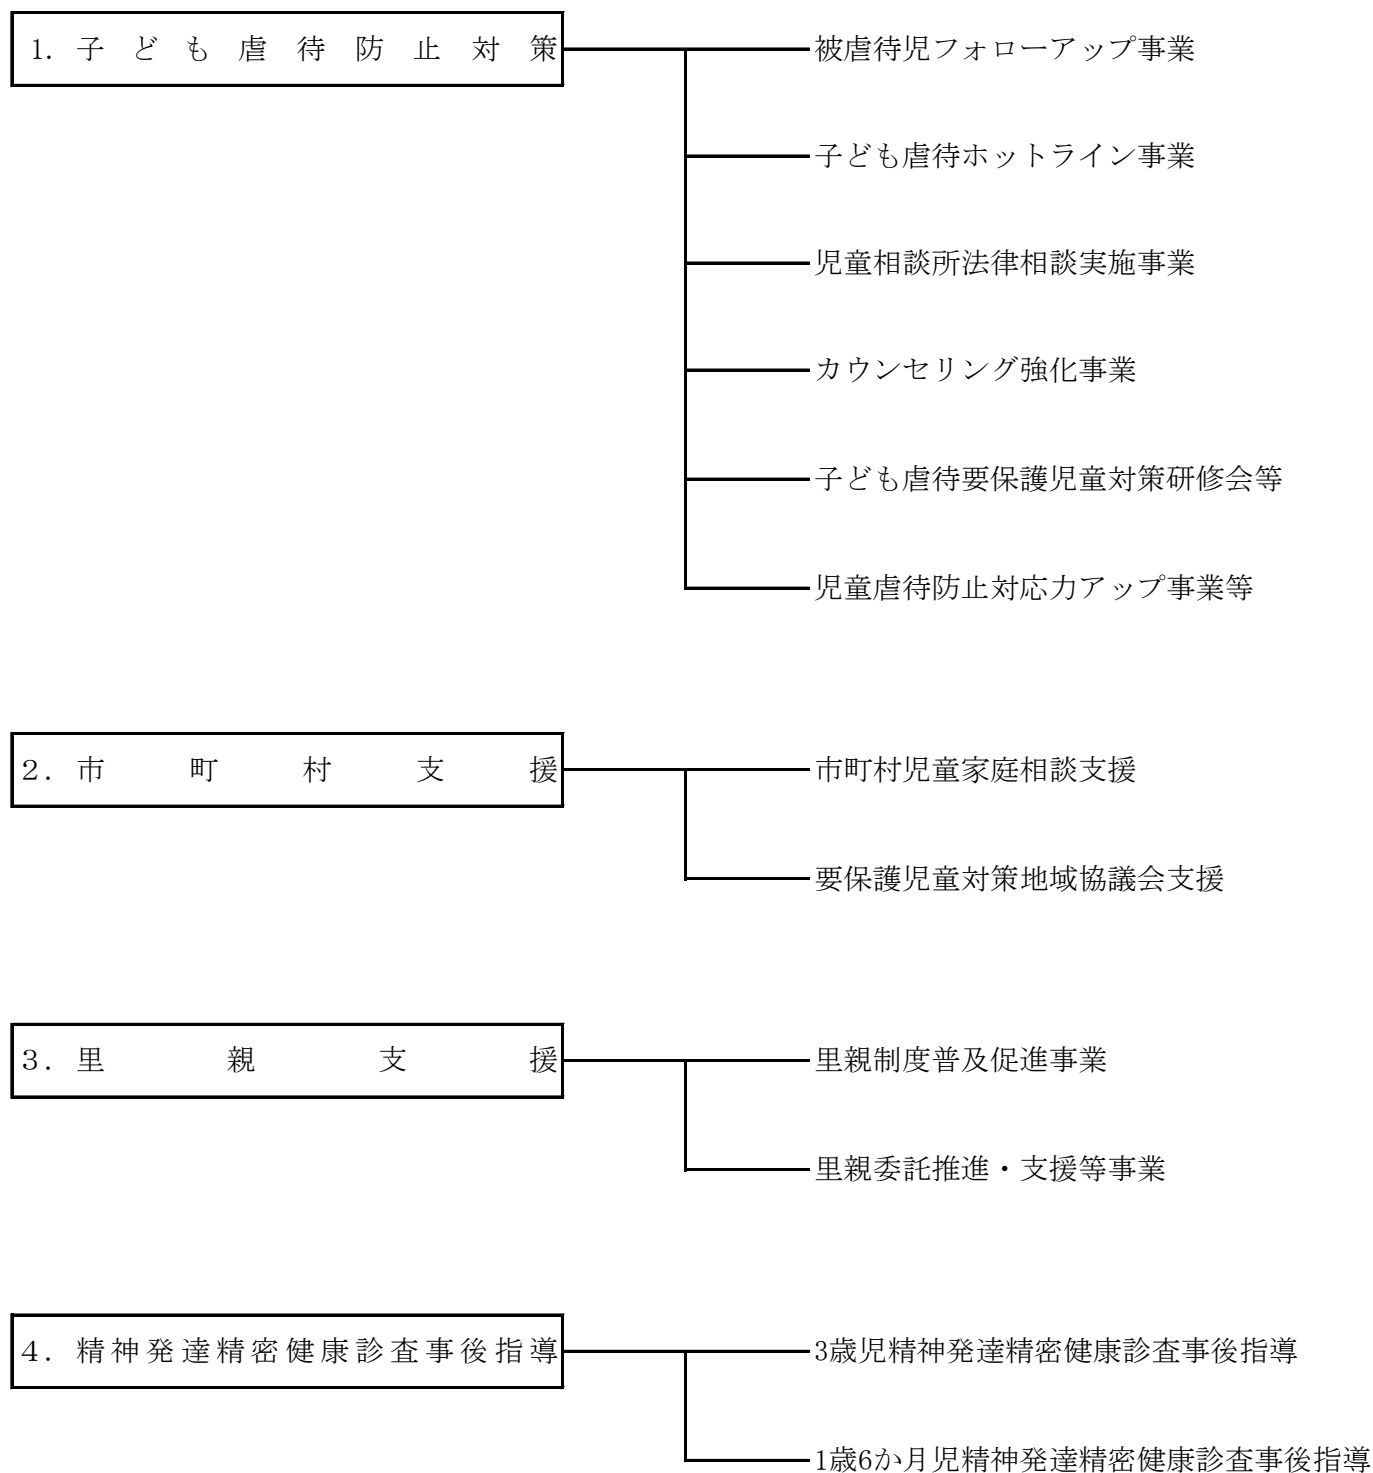 1. 子ども虐待防止対策
被虐待児フォローアップ事業
子ども虐待ホットライン事業
児童相談所法律相談実施事業
カウンセリング強化事業
子ども虐待要保護児童対策研修会等
児童虐待防止対応力アップ事業等
２．市町村支援
市町村児童家庭相談支援
要保護児童対策地域協議会支援
３．里親支援
里親制度普及促進事業
里親委託推進・支援等事業
４．精神発達精密健康診査事後指導
3歳児精神発達精密健康診査事後指導
1歳6か月児精神発達精密健康診査事後指導